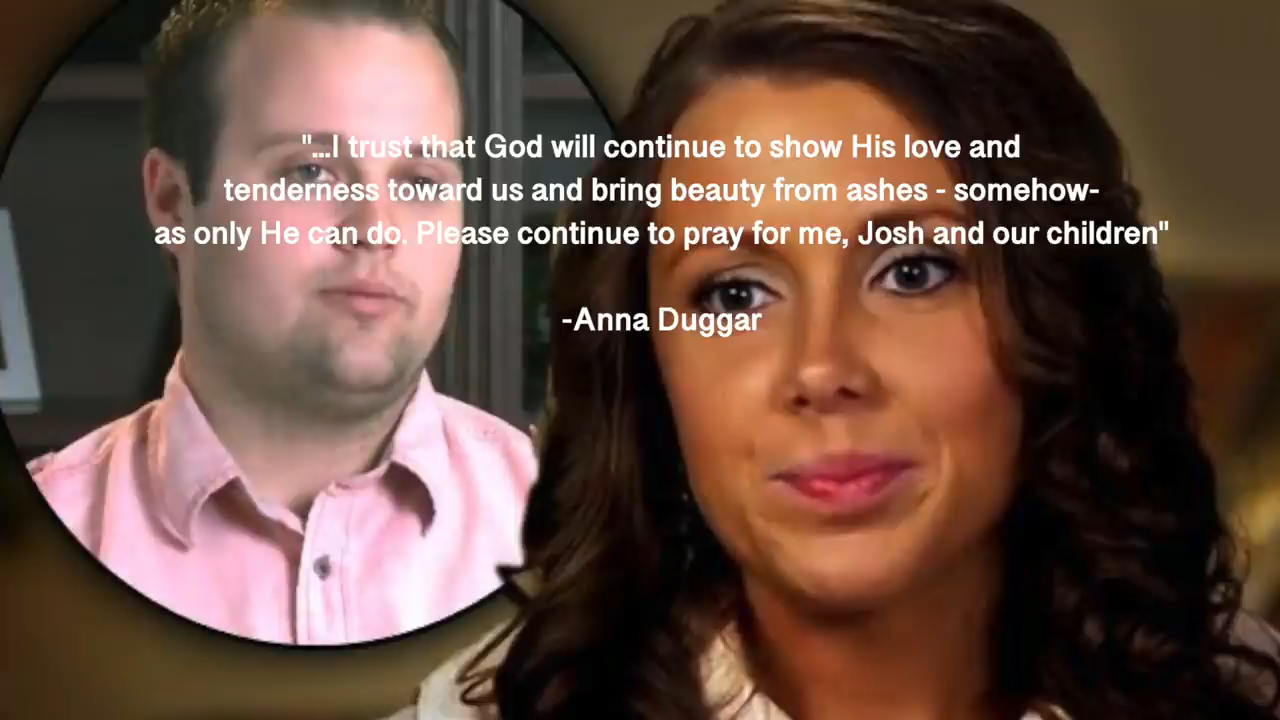 "...I trust that God will continue to show His love and
tenderness toward us and bring beauty from ashes - somehow-
as only He can do. Please continue to pray for me, Josh and our children"
-Anna Duggar